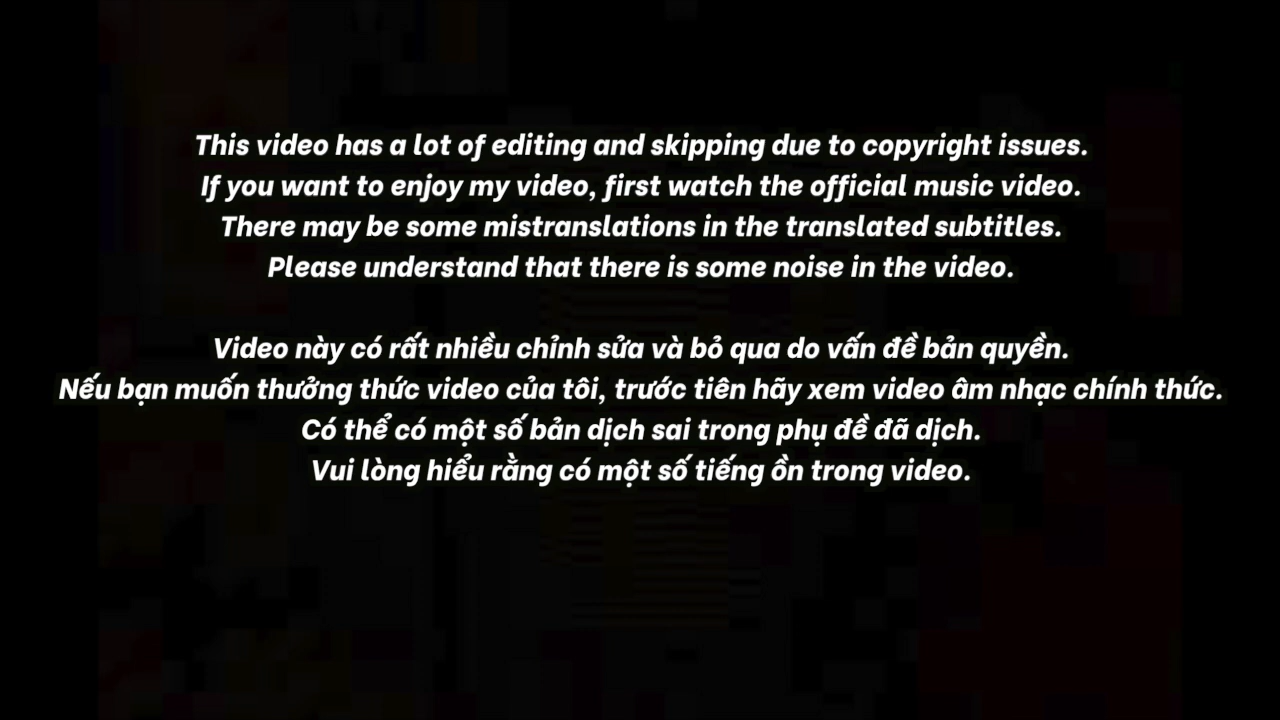 This video has a lot of editing and skipping due to copyright issues.
If you want to enjoy my video, first watch the official music video.
There may be some mistranslations in the translated subtitles.
Please understand that there is some noise in the video.
Video này có rất nhiều chỉnh sửa và bỏ qua do vấn đề bản quyền.
Nếu bạn muốn thưởng thức video của tôi, trước tiên hãy xem video âm nhạc chính thức.
Có thể có một số bản dịch sai trong phụ đề đã dịch.
Vui lòng hiểu rằng có một số tiếng ồn trong video.